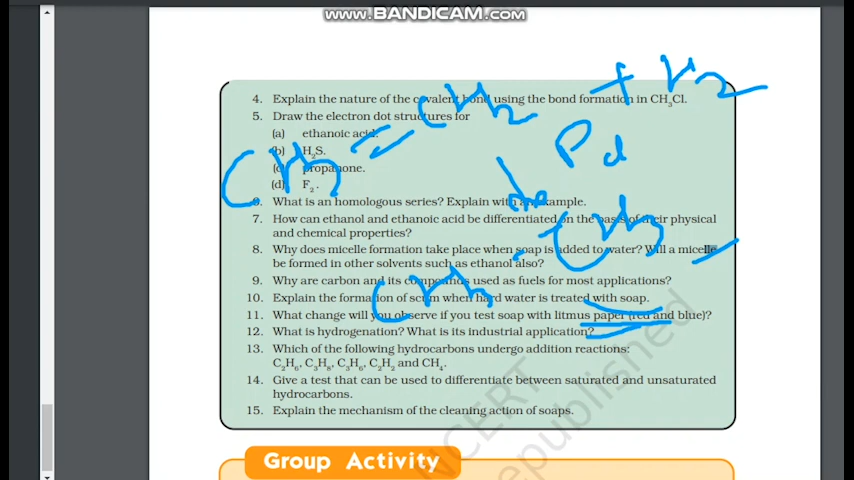 www.BANDICAM.com
4. Explain the nature of the covalent bond using the bond formation in CH₃Cl.
5. Draw the electron dot structures for
(a) ethanoic acid.
(b) H₂S.
(c) propanone.
(d) F₂.
6. What is an homologous series? Explain with an example.
7. How can ethanol and ethanoic acid be differentiated on the basis of their physical
and chemical properties?
8. Why does micelle formation take place when soap is added to water? Will a micelle
be formed in other solvents such as ethanol also?
9. Why are carbon and its compounds used as fuels for most applications?
10. Explain the formation of scum when hard water is treated with soap.
11. What change will you observe if you test soap with litmus paper (red and blue)?
12. What is hydrogenation? What is its industrial application?
13. Which of the following hydrocarbons undergo addition reactions:
C₂H₆, C₃H₈, C₃H₆, C₂H₂ and CH₄.
14. Give a test that can be used to differentiate between saturated and unsaturated
hydrocarbons.
15. Explain the mechanism of the cleaning action of soaps.
CH₂ = CH₂ + H₂
Pd
CH₃ - CH₃
Group Activity
NCERT
republished